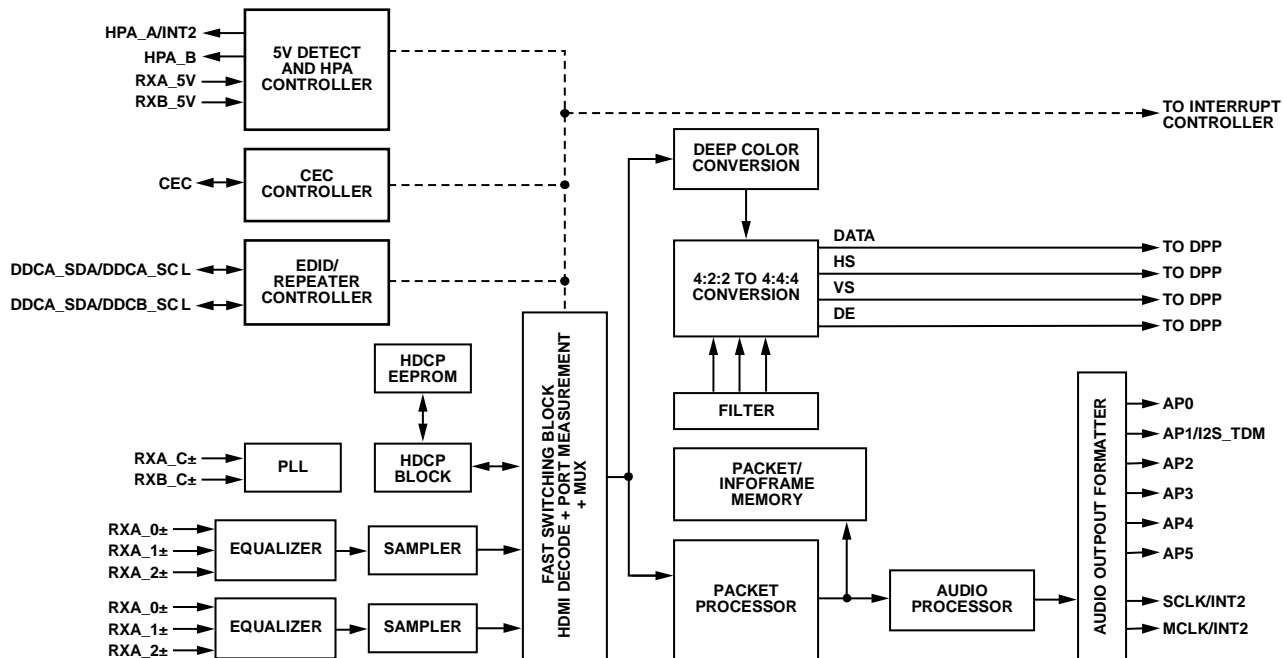 HPA_A/INT2
HPA_B
RXA_5V
RXB_5V
5V DETECT
AND HPA
CONTROLLER
TO INTERRUPT
CONTROLLER
DEEP COLOR
CONVERSION
CEC
CEC
CONTROLLER
DDCA_SDA/DDCA_SCL
DDCA_SDA/DDCB_SCL
EDID/
REPEATER
CONTROLLER
4:2:2 TO 4:4:4
CONVERSION
DATA
HS
VS
DE
TO DPP
TO DPP
TO DPP
TO DPP
FILTER
HDCP
EEPROM
HDCP
BLOCK
RXA_C±
RXB_C±
PLL
FAST SWITCHING BLOCK
HDMI DECODE + PORT MEASUREMENT
+ MUX
PACKET/
INFOFRAME
MEMORY
RXA_0±
RXA_1±
RXA_2±
EQUALIZER
SAMPLER
RXA_0±
RXA_1±
RXA_2±
EQUALIZER
SAMPLER
PACKET
PROCESSOR
AUDIO
PROCESSOR
AUDIO OUTPOUT FORMATTER
AP0
AP1/I2S_TDM
AP2
AP3
AP4
AP5
SCLK/INT2
MCLK/INT2